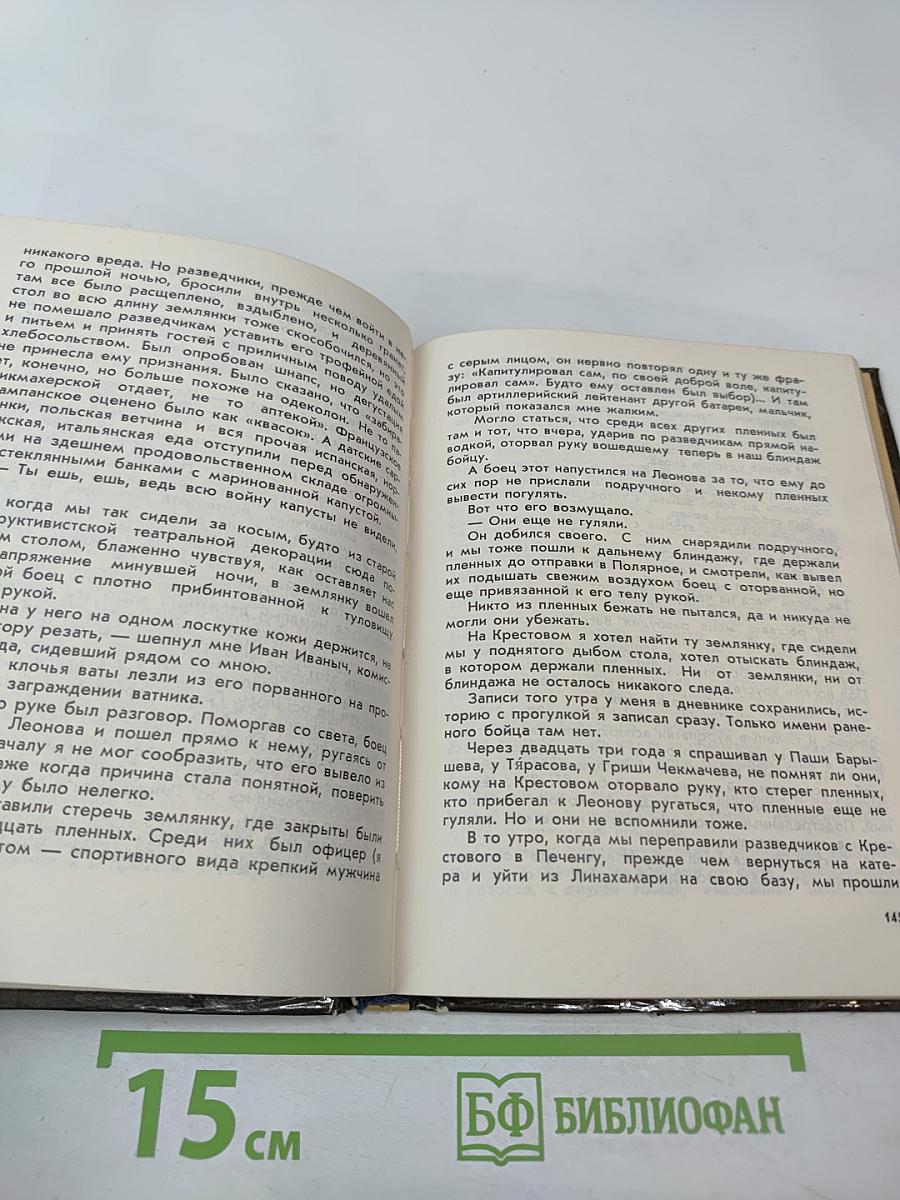 никакого вреда. Но разведчики, прежде чем войти в не-
го прошлой ночью, бросили внутрь несколько гранат
там все было расщеплено, вздыблено, и деревянный
стол во всю длину землянки тоже скособочился, но это
не помешало разведчикам уставить его трофейной едой
и питьем и принять гостей с приличным поводу удалым
хлебосольством. Был опробован шнапс, но дегустация
не принесла ему признания. Было сказано, что «забира-
ет, конечно, но больше похоже на одеколон. Не то па-
икмахерской отдает, не то аптекой». Французское
ампанское оценено было как «квасок». А датские сар-
нки, польская ветчина и вся прочая испанская, нор-
жская, итальянская еда отступили перед обнаружен-
ми на здешнем продовольственном складе огромны-
стеклянными банками с маринованной капустой.
— Ты ешь, ешь, ведь всю войну капусты не видели,
когда мы так сидели за косым, будто из старой
руктивистской театральной декорации сюда по-
м столом, блаженно чувствуя, как оставляет нас
апряжение минувшей ночи, в землянку вошел
ой боец с плотно прибинтованной к туловищу
рукой.
на у него на одном лоскутке кожи держится, не
тору резать, — шепнул мне Иван Иваныч, комис-
да, сидевший рядом со мною.
клочья ваты лезли из его порванного на про-
заграждении ватника.
о руке был разговор. Поморгав со света, боец
Леонова и пошел прямо к нему, ругаясь от
ачалу я не мог сообразить, что его вывело из
аже когда причина стала понятной, поверить
у было нелегко.
тавили стеречь землянку, где закрыты были
дцать пленных. Среди них был офицер (я
том — спортивного вида крепкий мужчина
с серым лицом, он нервно повторял одну и ту же фра-
зу: «Капитулировал сам, по своей доброй воле, капиту-
лировал сам». Будто ему оставлен был выбор)... И там
был артиллерийский лейтенант другой батареи, мальчик,
который показался мне жалким.
Могло статься, что среди всех других пленных был
там и тот, что вчера, ударив по разведчикам прямой на-
водкой, оторвал руку вошедшему теперь в наш блиндаж
бойцу.
А боец этот напустился на Леонова за то, что ему до
сих пор не прислали подручного и некому пленных
вывести погулять.
Вот что его возмущало.
— Они еще не гуляли.
Он добился своего. С ним снарядили подручного,
и мы тоже пошли к дальнему блиндажу, где держали
пленных до отправки в Полярное, и смотрели, как вывел
их подышать свежим воздухом боец с оторванной, но
еще привязанной к его телу рукой.
Никто из пленных бежать не пытался, да и никуда не
могли они убежать.
На Крестовом я хотел найти ту землянку, где сидели
мы у поднятого дыбом стола, хотел отыскать блиндаж,
в котором держали пленных. Ни от землянки, ни от
блиндажа не осталось никакого следа.
Записи того утра у меня в дневнике сохранились, ис-
торию с прогулкой я записал сразу. Только имени ране-
ного бойца там нет.
Через двадцать три года я спрашивал у Паши Бары-
шева, у Тярасова, у Гриши Чекмачева, не помнят ли они,
кому на Крестовом оторвало руку, кто стерег пленных,
кто прибегал к Леонову ругаться, что пленные еще не
гуляли. Но и они не вспомнили тоже.
В то утро, когда мы переправили разведчиков с Кре-
стового в Печенгу, прежде чем вернуться на кате-
ра и уйти из Линахамари на свою базу, мы прошли
145
15 см
БФ БИБЛИОФАН